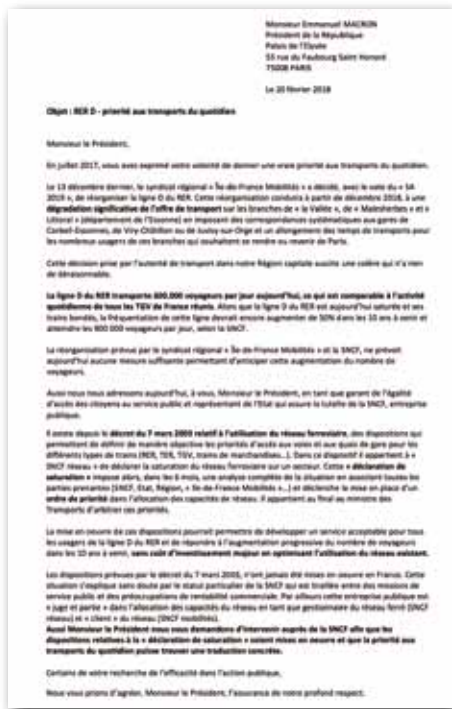 Monsieur Emmanuel MACRON
Président de la République
Palais de l'Elysée
55 rue du Faubourg Saint Honoré
75008 PARIS
Le 20 février 2018
Objet : RER D - priorité aux transports du quotidien
Monsieur le Président,
En juillet 2017, vous avez exprimé votre volonté de donner une vraie priorité aux transports du quotidien.
Le 13 décembre dernier, le syndicat régional « Île-de-France Mobilités » a décidé, avec le vote du « SA
2019 », de réorganiser la ligne D du RER. Cette réorganisation conduira à partir de décembre 2018, à une
dégradation significative de l'offre de transport sur les branches de « la Vallée », de « Malesherbes » et «
Littoral » (département de l'Essonne) en imposant des correspondances systématiques aux gares de
Corbeil-Essonnes, de Viry-Châtillon ou de Juvisy-sur-Orge et un allongement des temps de transports pour
les nombreux usagers de ces branches qui souhaitent se rendre ou revenir de Paris.
Cette décision prise par l'autorité de transport dans notre Région capitale suscite une colère qui n'a rien
de déraisonnable.
La ligne D du RER transporte 600.000 voyageurs par jour aujourd'hui, ce qui est comparable à l'activité
quotidienne de tous les TGV de France réunis. Alors que la ligne D du RER est aujourd'hui saturée et ses
trains bondés, la fréquentation de cette ligne devrait encore augmenter de 50% dans les 10 ans à venir et
atteindre les 900 000 voyageurs par jour, selon la SNCF.
La réorganisation prévue par le syndicat régional « Île-de-France Mobilités » et la SNCF, ne prévoit
aujourd'hui aucune mesure suffisante permettant d'anticiper cette augmentation du nombre de
voyageurs.
Aussi nous nous adressons aujourd'hui, à vous, Monsieur le Président, en tant que garant de l'égalité
d'accès des citoyens au service public et représentant de l'Etat qui assure la tutelle de la SNCF, entreprise
publique.
Il existe depuis le décret du 7 mars 2003 relatif à l'utilisation du réseau ferroviaire, des dispositions qui
permettent de définir de manière objective les priorités d'accès aux voies et aux quais de gare pour les
différents types de trains (RER, TER, TGV, trains de marchandises…). Dans ce dispositif il appartient à «
SNCF réseau » de déclarer la saturation du réseau ferroviaire sur un secteur. Cette « déclaration de
saturation » impose alors, dans les 6 mois, une analyse complète de la situation en associant toutes les
parties prenantes (SNCF, Etat, Région, « Île-de-France Mobilités »…) et déclenche la mise en place d'un
ordre de priorité dans l'allocation des capacités de réseau. Il appartient au final au ministre des
Transports d'arbitrer ces priorités.
La mise en oeuvre de ces dispositions pourrait permettre de développer un service acceptable pour tous
les usagers de la ligne D du RER et de répondre à l'augmentation progressive du nombre de voyageurs
dans les 10 ans à venir, sans coût d'investissement majeur en optimisant l'utilisation du réseau existant.
Les dispositions prévues par le décret du 7 mars 2003, n'ont jamais été mises en oeuvre en France. Cette
situation s'explique sans doute par le statut particulier de la SNCF qui est tiraillée entre des missions de
service public et des préoccupations de rentabilité commerciale. Par ailleurs cette entreprise publique est
« juge et partie » dans l'allocation des capacités du réseau en tant que gestionnaire du réseau ferré (SNCF
réseau) et « client » du réseau (SNCF mobilités).
Aussi Monsieur le Président nous vous demandons d'intervenir auprès de la SNCF afin que les
dispositions relatives à la « déclaration de saturation » soient mises en oeuvre et que la priorité aux
transports du quotidien puisse trouver une traduction concrète.
Certains de votre recherche de l'efficacité dans l'action publique,
Nous vous prions d'agréer, Monsieur le Président, l'assurance de notre profond respect.